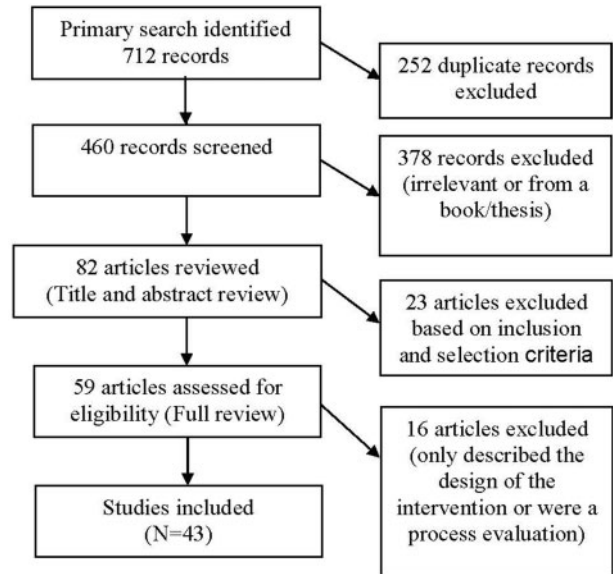 Primary search identified
712 records
252 duplicate records
excluded
460 records screened
378 records excluded
(irrelevant or from a
book/thesis)
82 articles reviewed
(Title and abstract review)
23 articles excluded
based on inclusion
and selection criteria
59 articles assessed for
eligibility (Full review)
16 articles excluded
(only described the
design of the
intervention or were a
process evaluation)
Studies included
(N=43)